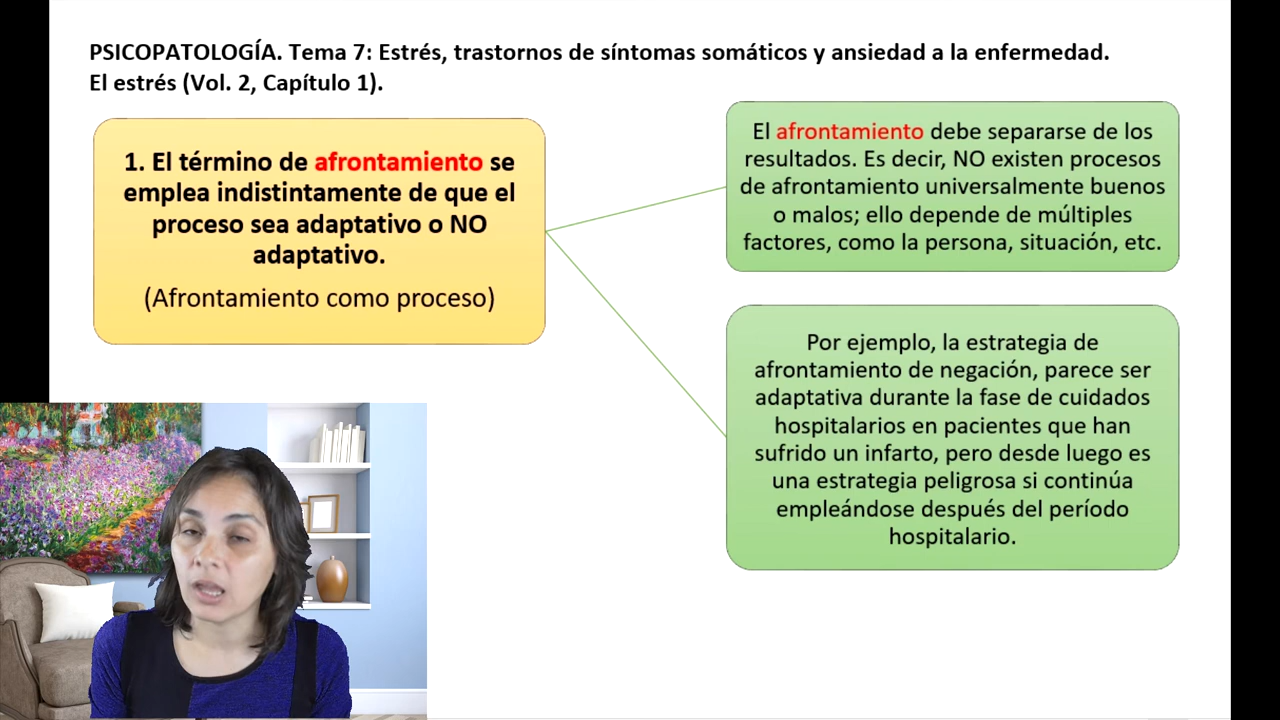 PSICOPATOLOGÍA. Tema 7: Estrés, trastornos de síntomas somáticos y ansiedad a la enfermedad.
El estrés (Vol. 2, Capítulo 1).
1. El término de afrontamiento se
emplea indistintamente de que el
proceso sea adaptativo o NO
adaptativo.
(Afrontamiento como proceso)
El afrontamiento debe separarse de los
resultados. Es decir, NO existen procesos
de afrontamiento universalmente buenos
o malos; ello depende de múltiples
factores, como la persona, situación, etc.
Por ejemplo, la estrategia de
afrontamiento de negación, parece ser
adaptativa durante la fase de cuidados
hospitalarios en pacientes que han
sufrido un infarto, pero desde luego es
una estrategia peligrosa si continúa
empleándose después del período
hospitalario.